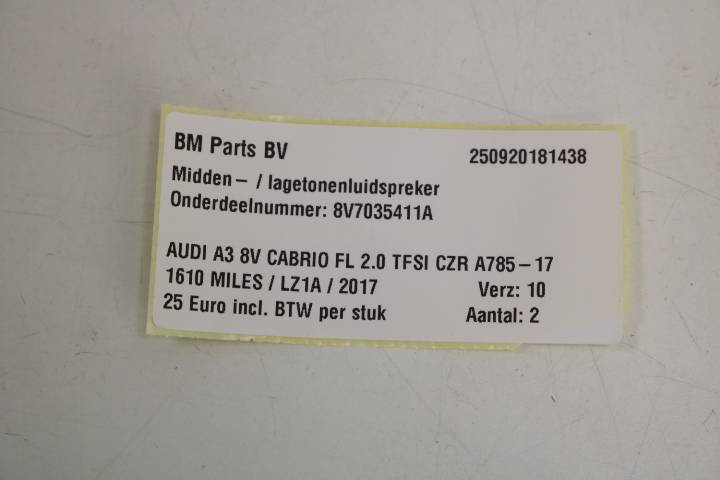 BM Parts BV 250920181438
Midden- / lagetonenluidspreker
Onderdeelnummer: 8V7035411A
AUDI A3 8V CABRIO FL 2.0 TFSI CZR A785-17
1610 MILES / LZ1A / 2017 Verz: 10
25 Euro incl. BTW per stuk Aantal: 2